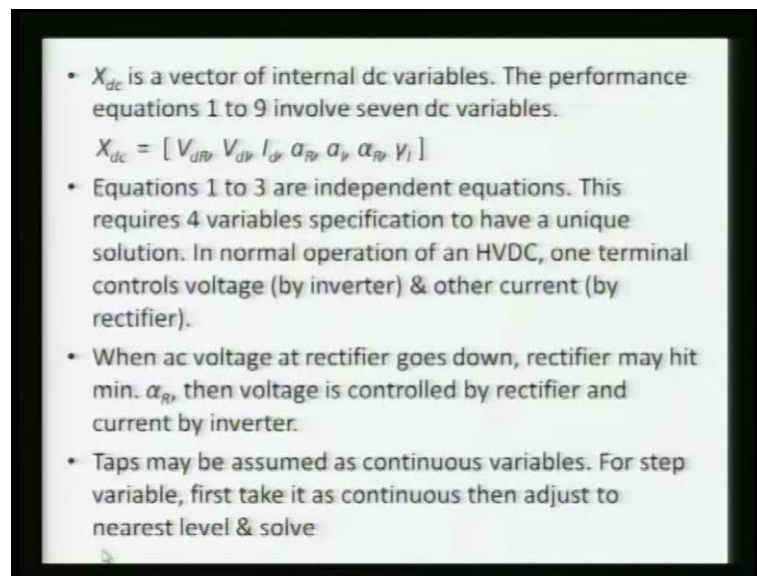 • X_dc is a vector of internal dc variables. The performance
equations 1 to 9 involve seven dc variables.
X_dc = [ V_dR, V_dI, I_d, a_R, a_I, α_R, γ_I ]
• Equations 1 to 3 are independent equations. This
requires 4 variables specification to have a unique
solution. In normal operation of an HVDC, one terminal
controls voltage (by inverter) & other current (by
rectifier).
• When ac voltage at rectifier goes down, rectifier may hit
min. α_R, then voltage is controlled by rectifier and
current by inverter.
• Taps may be assumed as continuous variables. For step
variable, first take it as continuous then adjust to
nearest level & solve